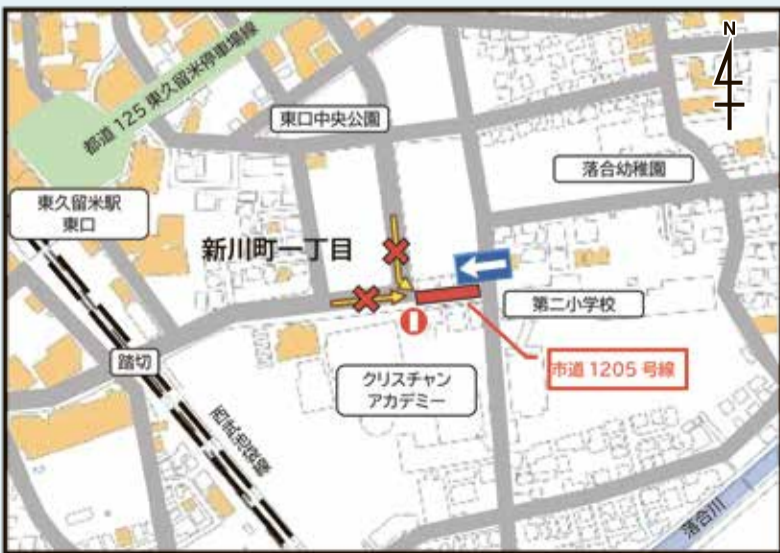 N
都道 125 東久留米停車場線
東口中央公園
落合幼稚園
東久留米駅
東口
新川町一丁目
第二小学校
踏切
クリスチャン
アカデミー
市道 1205 号線
西武池袋線
落合川